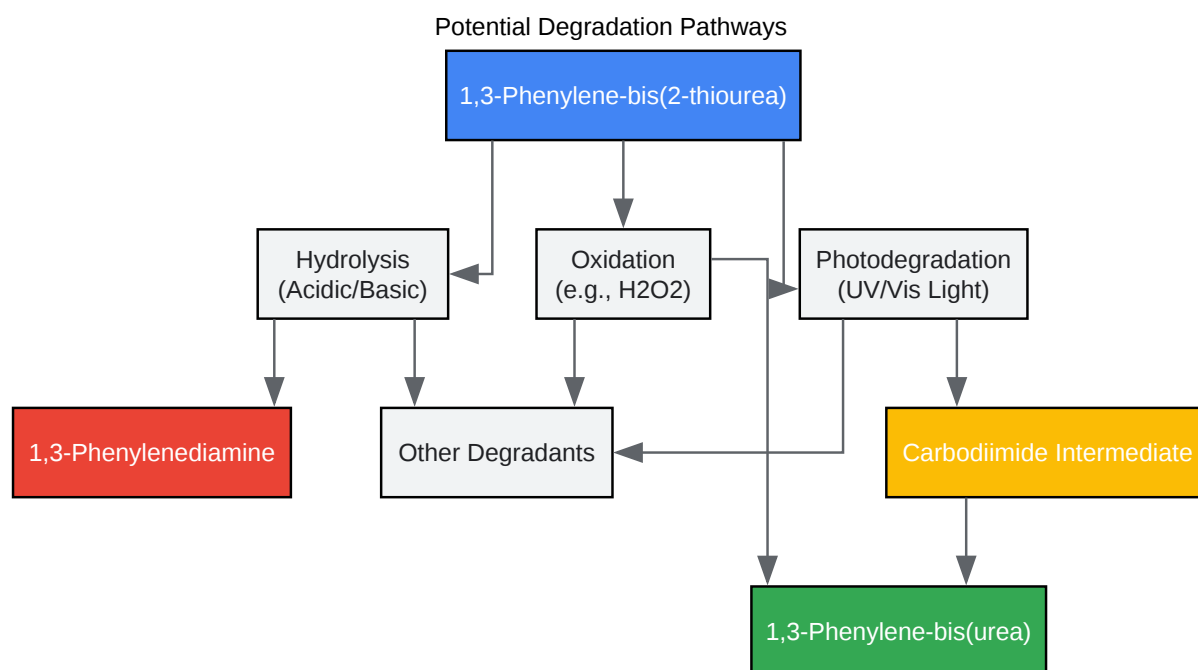 Potential Degradation Pathways
1,3-Phenylene-bis(2-thiourea)
Hydrolysis
(Acidic/Basic)
Oxidation
(e.g., H2O2)
Photodegradation
(UV/Vis Light)
1,3-Phenylenediamine
Other Degradants
Carbodiimide Intermediate
1,3-Phenylene-bis(urea)